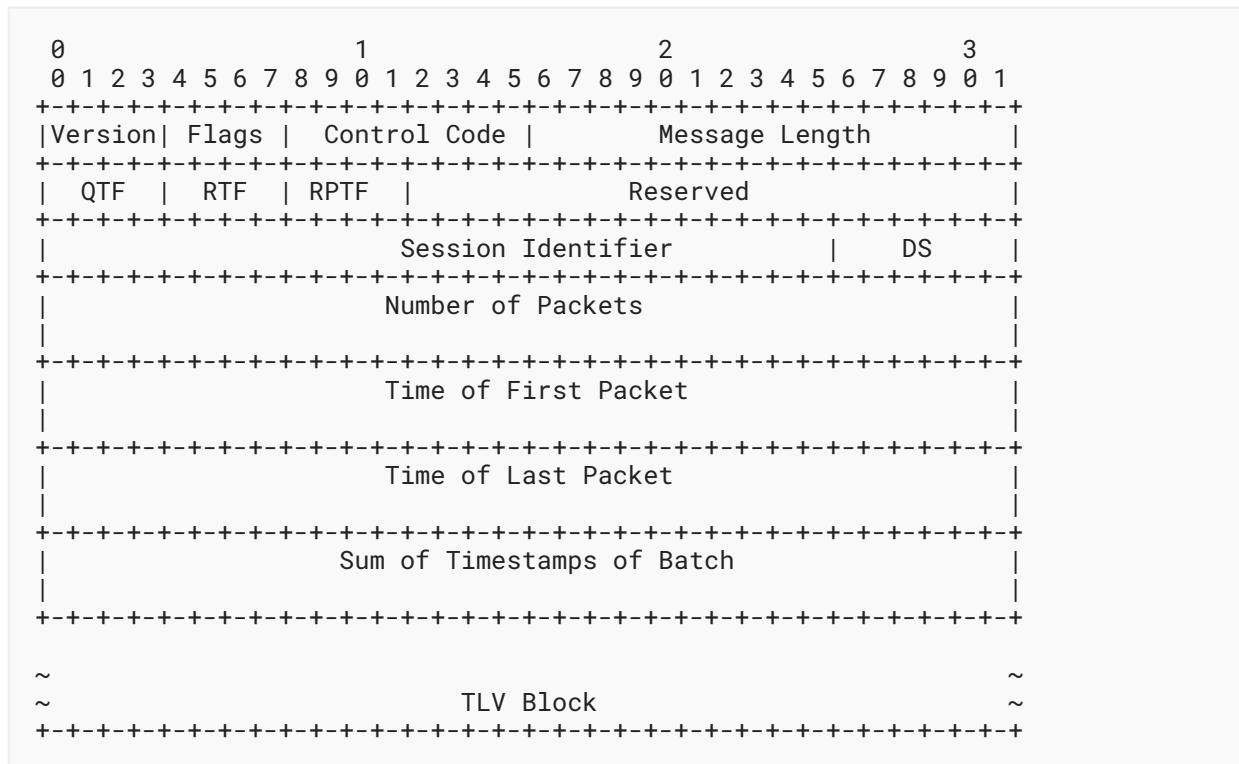 0                   1                   2                   3
 0 1 2 3 4 5 6 7 8 9 0 1 2 3 4 5 6 7 8 9 0 1 2 3 4 5 6 7 8 9 0 1
+-+-+-+-+-+-+-+-+-+-+-+-+-+-+-+-+-+-+-+-+-+-+-+-+-+-+-+-+-+-+-+-+
|Version| Flags |  Control Code |        Message Length         |
+-+-+-+-+-+-+-+-+-+-+-+-+-+-+-+-+-+-+-+-+-+-+-+-+-+-+-+-+-+-+-+-+
|  QTF  |  RTF  | RPTF  |              Reserved                 |
+-+-+-+-+-+-+-+-+-+-+-+-+-+-+-+-+-+-+-+-+-+-+-+-+-+-+-+-+-+-+-+-+
|                       Session Identifier          |    DS     |
+-+-+-+-+-+-+-+-+-+-+-+-+-+-+-+-+-+-+-+-+-+-+-+-+-+-+-+-+-+-+-+-+
|                      Number of Packets                        |
|                                                               |
+-+-+-+-+-+-+-+-+-+-+-+-+-+-+-+-+-+-+-+-+-+-+-+-+-+-+-+-+-+-+-+-+
|                      Time of First Packet                     |
|                                                               |
+-+-+-+-+-+-+-+-+-+-+-+-+-+-+-+-+-+-+-+-+-+-+-+-+-+-+-+-+-+-+-+-+
|                      Time of Last Packet                      |
|                                                               |
+-+-+-+-+-+-+-+-+-+-+-+-+-+-+-+-+-+-+-+-+-+-+-+-+-+-+-+-+-+-+-+-+
|                   Sum of Timestamps of Batch                  |
|                                                               |
+-+-+-+-+-+-+-+-+-+-+-+-+-+-+-+-+-+-+-+-+-+-+-+-+-+-+-+-+-+-+-+-+

~                                                               ~
~                           TLV Block                           ~
+-+-+-+-+-+-+-+-+-+-+-+-+-+-+-+-+-+-+-+-+-+-+-+-+-+-+-+-+-+-+-+-+